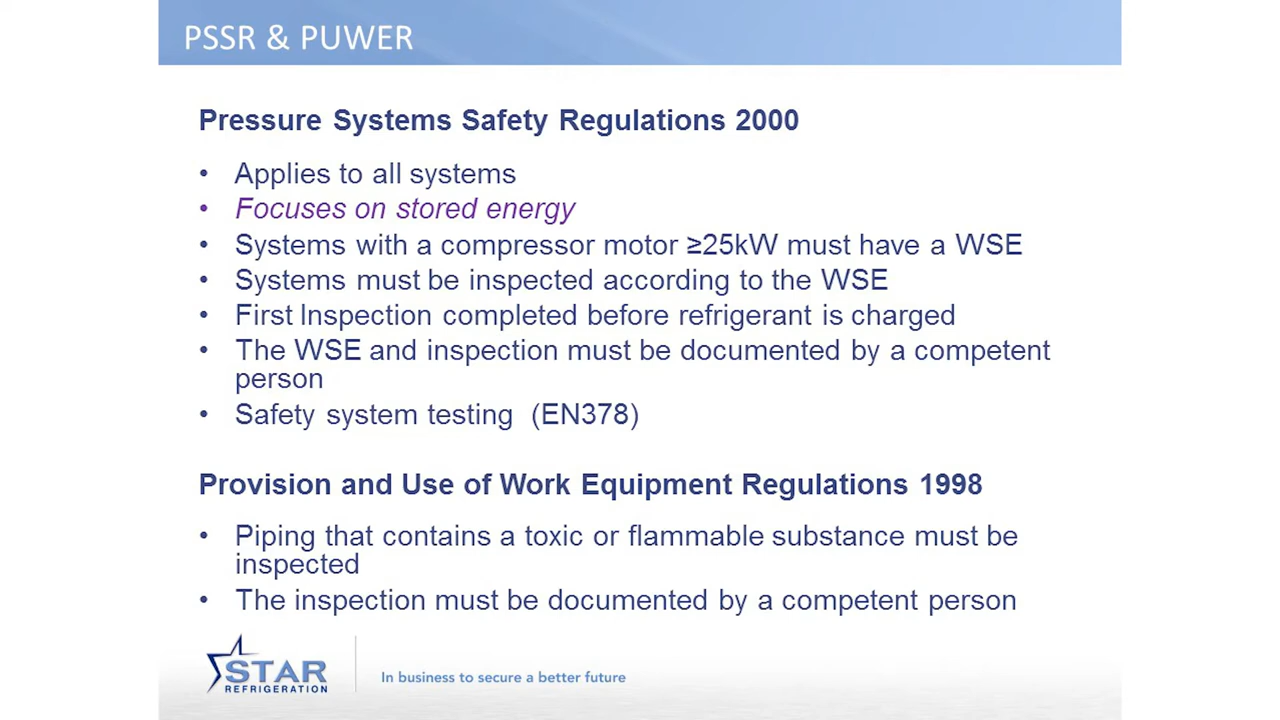 PSSR & PUWER
Pressure Systems Safety Regulations 2000
• Applies to all systems
• Focuses on stored energy
• Systems with a compressor motor ≥25kW must have a WSE
• Systems must be inspected according to the WSE
• First Inspection completed before refrigerant is charged
• The WSE and inspection must be documented by a competent
person
• Safety system testing (EN378)
Provision and Use of Work Equipment Regulations 1998
• Piping that contains a toxic or flammable substance must be
inspected
• The inspection must be documented by a competent person
STAR
REFRIGERATION
In business to secure a better future